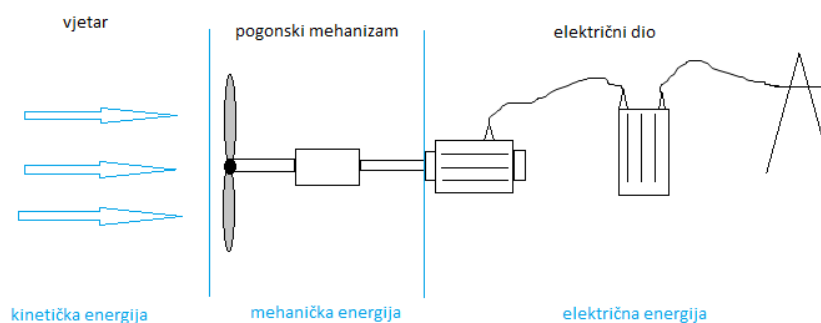 vjetar
pogonski mehanizam
električni dio
kinetička energija
mehanička energija
električna energija